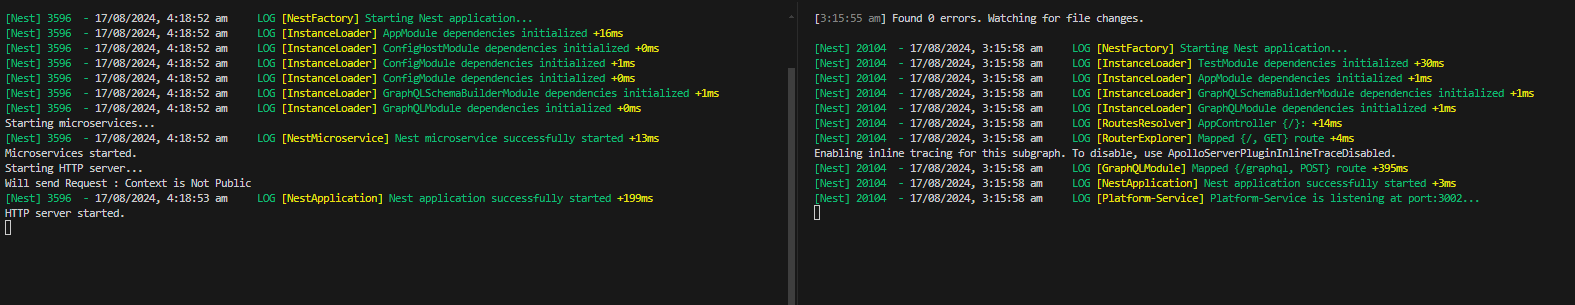 [Nest] 3596  - 17/08/2024, 4:18:52 am     LOG [NestFactory] Starting Nest application...
[Nest] 3596  - 17/08/2024, 4:18:52 am     LOG [InstanceLoader] AppModule dependencies initialized +16ms
[Nest] 3596  - 17/08/2024, 4:18:52 am     LOG [InstanceLoader] ConfigHostModule dependencies initialized +0ms
[Nest] 3596  - 17/08/2024, 4:18:52 am     LOG [InstanceLoader] ConfigModule dependencies initialized +1ms
[Nest] 3596  - 17/08/2024, 4:18:52 am     LOG [InstanceLoader] ConfigModule dependencies initialized +0ms
[Nest] 3596  - 17/08/2024, 4:18:52 am     LOG [InstanceLoader] GraphQLSchemaBuilderModule dependencies initialized +1ms
[Nest] 3596  - 17/08/2024, 4:18:52 am     LOG [InstanceLoader] GraphQLModule dependencies initialized +0ms
Starting microservices...
[Nest] 3596  - 17/08/2024, 4:18:52 am     LOG [NestMicroservice] Nest microservice successfully started +13ms
Microservices started.
Starting HTTP server...
Will send Request : Context is Not Public
[Nest] 3596  - 17/08/2024, 4:18:53 am     LOG [NestApplication] Nest application successfully started +199ms
HTTP server started.
[3:15:55 am] Found 0 errors. Watching for file changes.
[Nest] 20104  - 17/08/2024, 3:15:58 am     LOG [NestFactory] Starting Nest application...
[Nest] 20104  - 17/08/2024, 3:15:58 am     LOG [InstanceLoader] TestModule dependencies initialized +30ms
[Nest] 20104  - 17/08/2024, 3:15:58 am     LOG [InstanceLoader] AppModule dependencies initialized +1ms
[Nest] 20104  - 17/08/2024, 3:15:58 am     LOG [InstanceLoader] GraphQLSchemaBuilderModule dependencies initialized +1ms
[Nest] 20104  - 17/08/2024, 3:15:58 am     LOG [InstanceLoader] GraphQLModule dependencies initialized +1ms
[Nest] 20104  - 17/08/2024, 3:15:58 am     LOG [RoutesResolver] AppController {/}: +14ms
[Nest] 20104  - 17/08/2024, 3:15:58 am     LOG [RouterExplorer] Mapped {/, GET} route +4ms
Enabling inline tracing for this subgraph. To disable, use ApolloServerPluginInlineTraceDisabled.
[Nest] 20104  - 17/08/2024, 3:15:58 am     LOG [GraphQLModule] Mapped {/graphql, POST} route +395ms
[Nest] 20104  - 17/08/2024, 3:15:58 am     LOG [NestApplication] Nest application successfully started +3ms
[Nest] 20104  - 17/08/2024, 3:15:58 am     LOG [Platform-Service] Platform-Service is listening at port:3002...